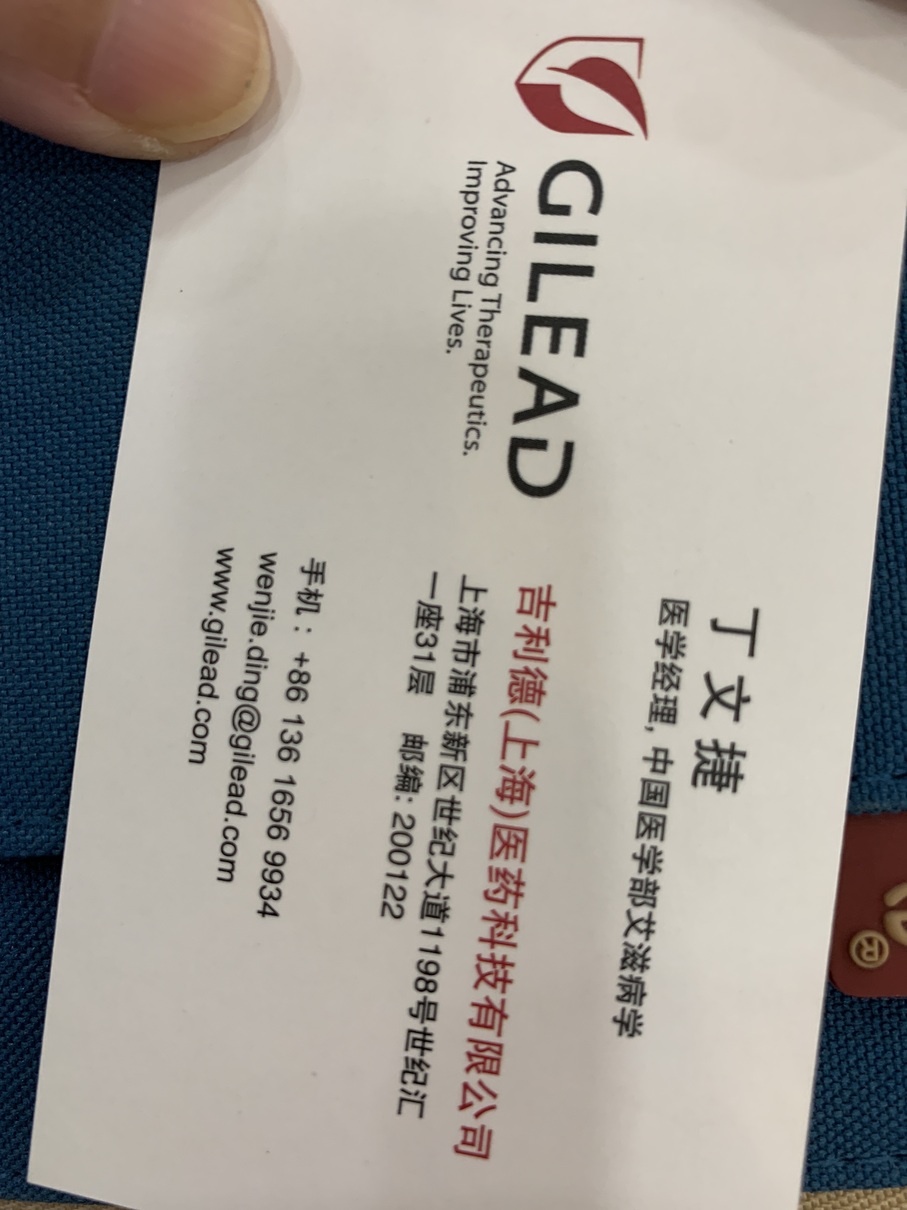 GILEAD
Advancing Therapeutics.
Improving Lives.
丁文捷
医学经理, 中国医学部艾滋病学
吉利德(上海)医药科技有限公司
上海市浦东新区世纪大道1198号世纪汇
一座31层 邮编: 200122
手机：+86 136 1656 9934
wenjie.ding@gilead.com
www.gilead.com
®